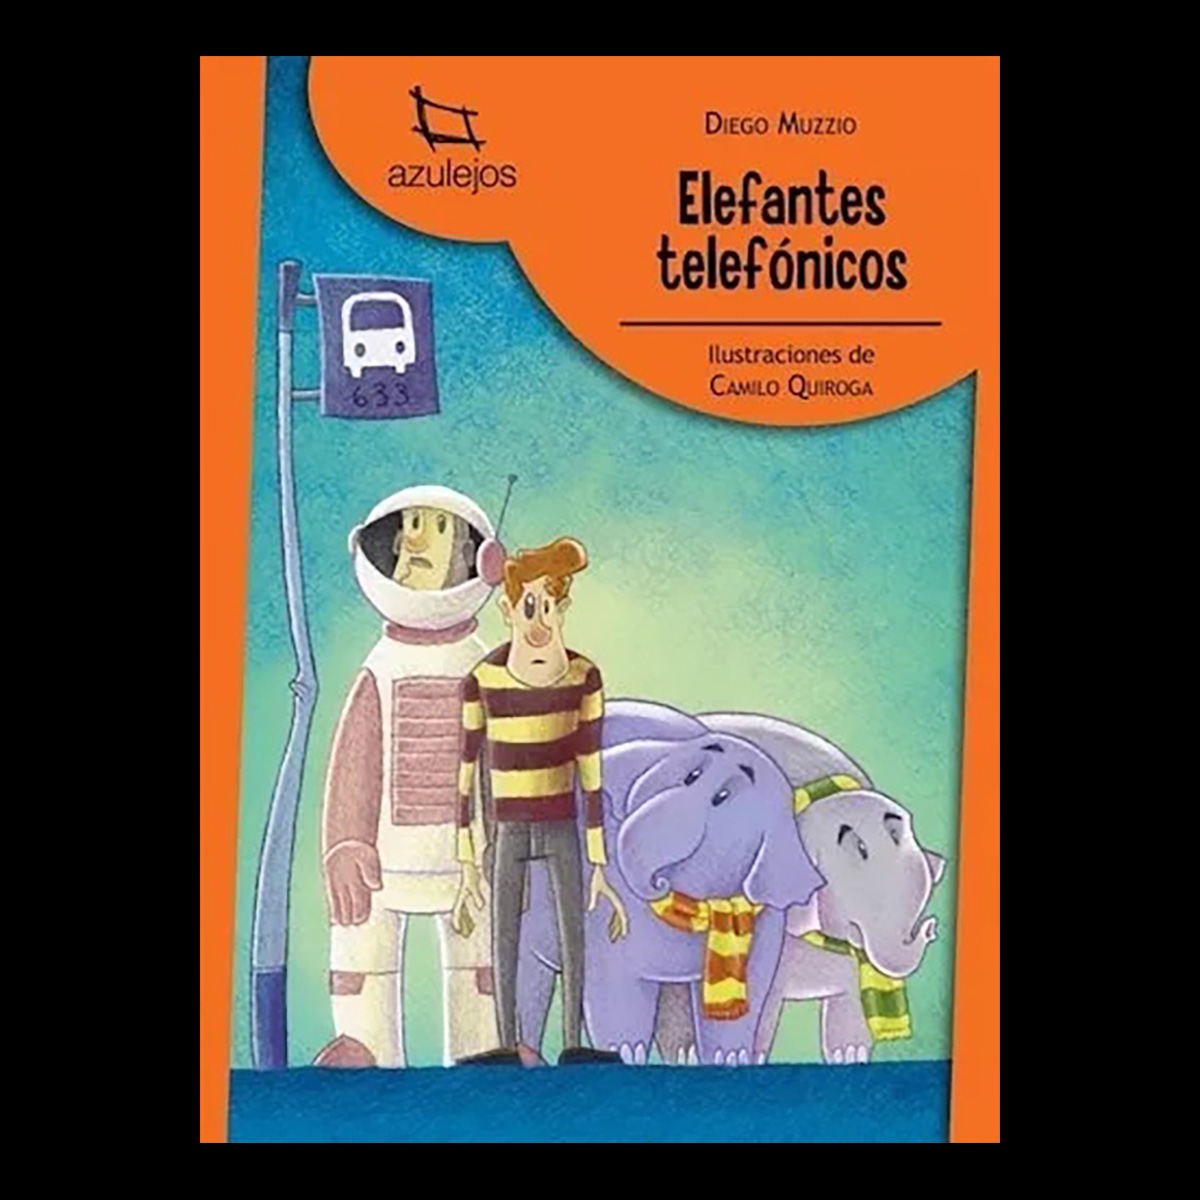 azulejos
Diego Muzzio
Elefantes
telefónicos
Ilustraciones de
Camilo Quiroga
633